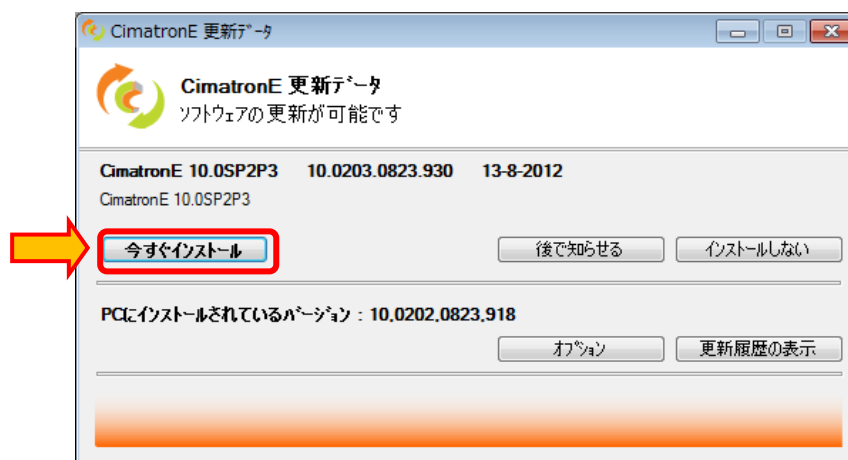 CimatronE 更新ﾃﾞｰﾀ
CimatronE 更新ﾃﾞｰﾀ
ｿﾌﾄｳｪｱの更新が可能です
CimatronE 10.0SP2P3 10.0203.0823.930 13-8-2012
CimatronE 10.0SP2P3
今すぐｲﾝｽﾄｰﾙ 後で知らせる ｲﾝｽﾄｰﾙしない
PCにｲﾝｽﾄｰﾙされているﾊﾞｰｼﾞｮﾝ : 10.0202.0823.918
ｵﾌﾟｼｮﾝ 更新履歴の表示